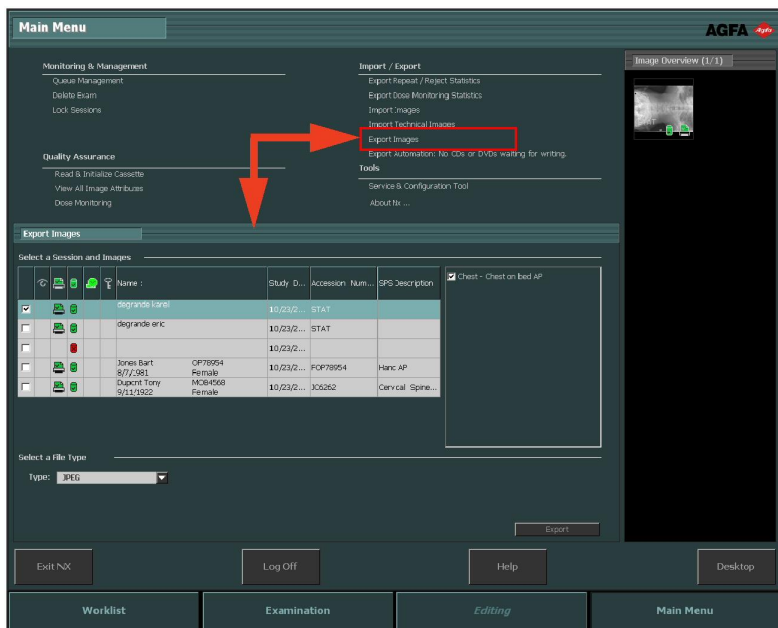 Main Menu
AGFA
Agfa
Monitoring & Management
Queue Management
Delete Exam
Lock Sessions
Quality Assurance
Read & Initialize Cassette
View All Image Attributes
Dose Monitoring
Import / Export
Export Repeat / Reject Statistics
Export Dose Monitoring Statistics
Import Images
Import Technical Images
Export Images
Export Automation: No CDs or DVDs waiting for writing.
Tools
Service & Configuration Tool
About Nx ...
Image Overview (1/1)
STAT
Export Images
Select a Session and Images
Name : Study D... Accession Num... SPS Description
degrande karel 10/23/2... STAT
degrande eric 10/23/2... STAT
10/23/2...
Jones Bart OP78954 10/23/2... FOP78954 Hand AP
8/7/1981 Female
Dupont Tony MOB4568 10/23/2... JC6262 Cervical Spine...
9/11/1922 Female
Chest - Chest on bed AP
Select a File Type
Type: JPEG
Export
Exit NX
Log Off
Help
Desktop
Worklist
Examination
Editing
Main Menu